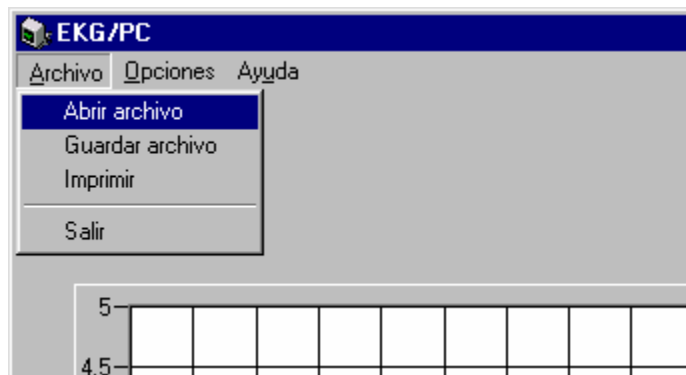 EKG/PC
Archivo Opciones Ayuda
Abrir archivo
Guardar archivo
Imprimir
Salir
5
4.5